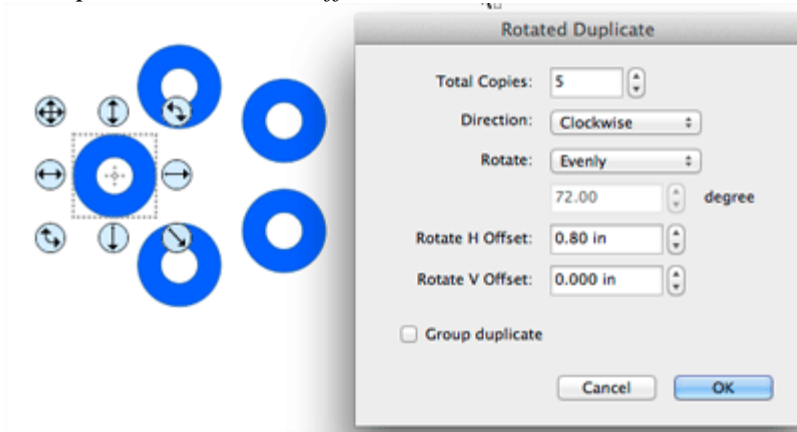 Rotated Duplicate
Total Copies: 5
Direction: Clockwise
Rotate: Evenly
72.00 degree
Rotate H Offset: 0.80 in
Rotate V Offset: 0.000 in
Group duplicate
Cancel OK